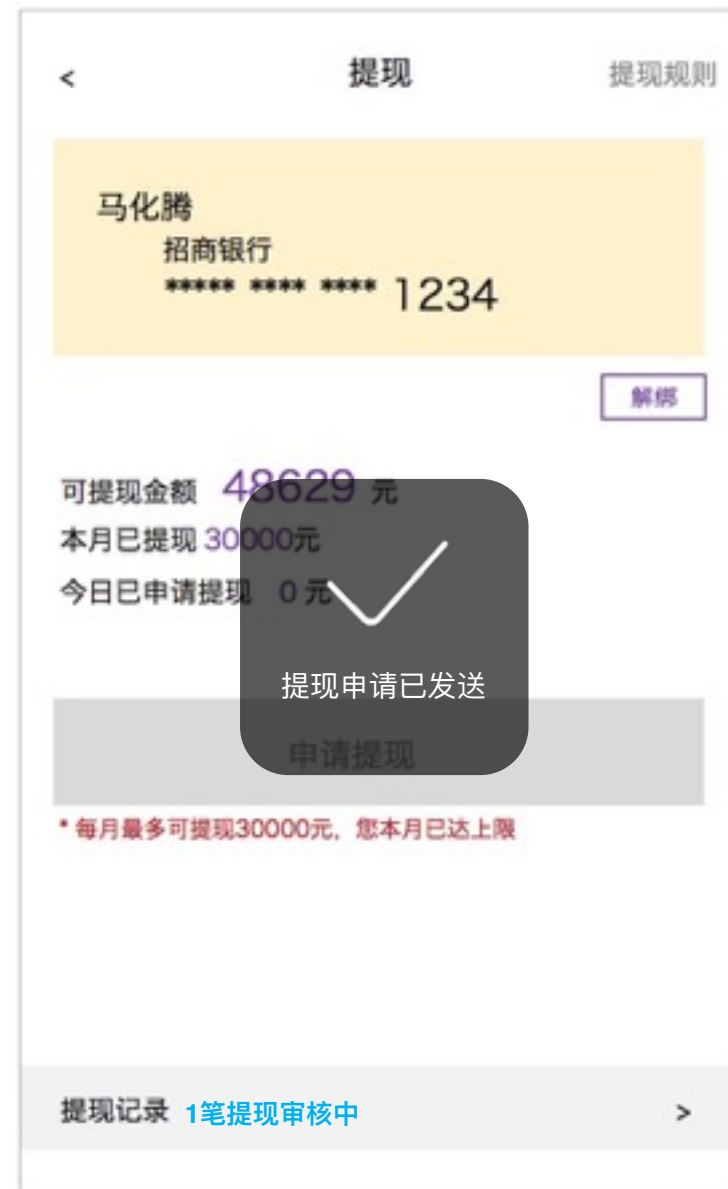 < 提现 提现规则
马化腾
招商银行
***** **** **** 1234
解绑
可提现金额 48629 元
本月已提现 30000元
今日已申请提现 0 元
提现申请已发送
申请提现
* 每月最多可提现30000元，您本月已达上限
提现记录 1笔提现审核中 >